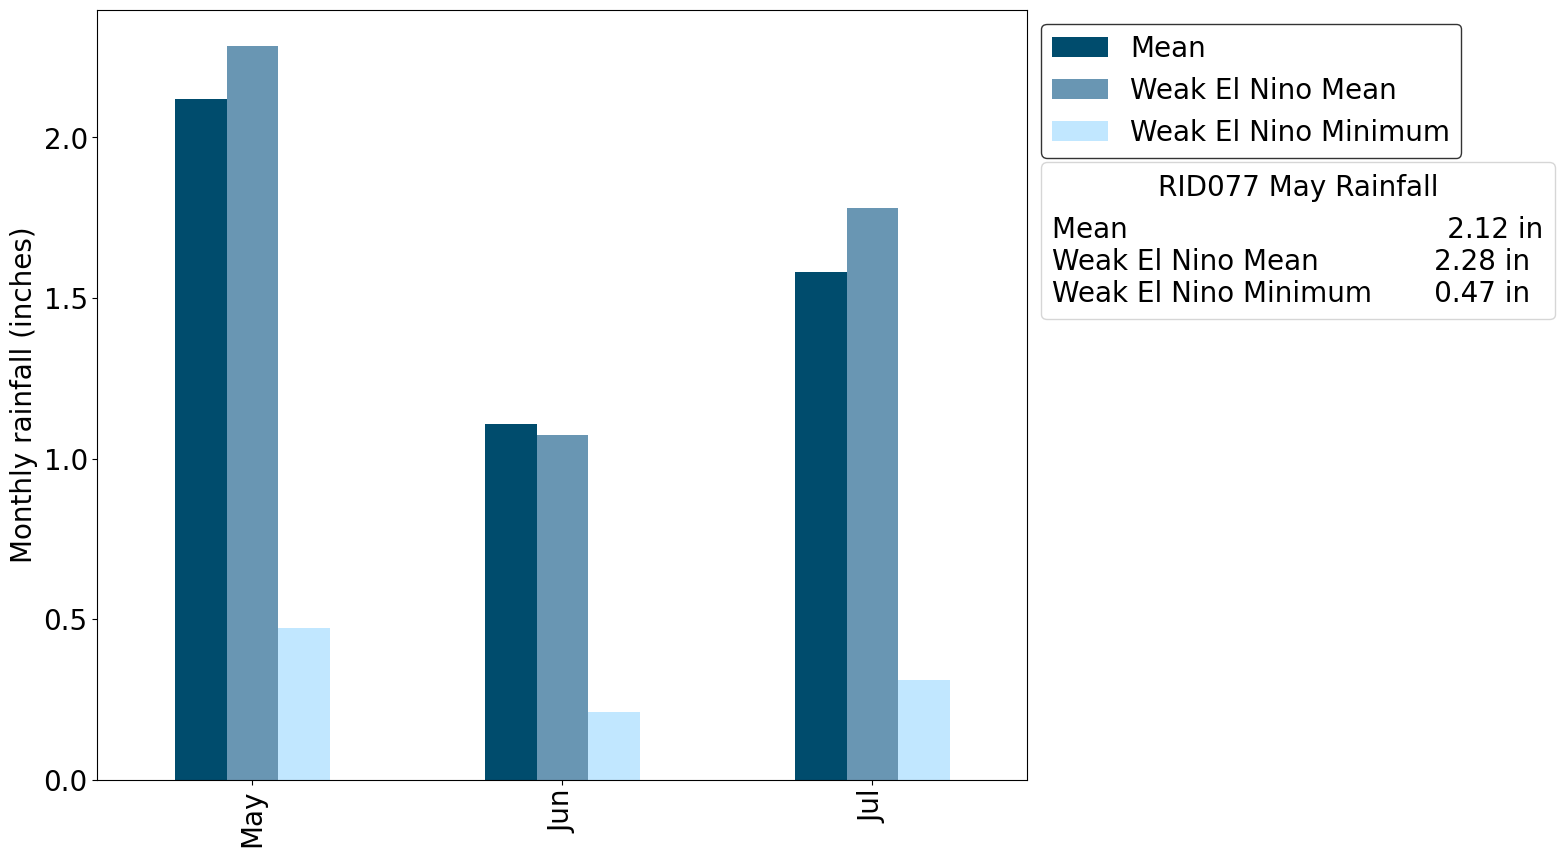 Mean
Weak El Nino Mean
Weak El Nino Minimum
RID077 May Rainfall
Mean 2.12 in
Weak El Nino Mean 2.28 in
Weak El Nino Minimum 0.47 in
Monthly rainfall (inches)
2.0
1.5
1.0
0.5
0.0
May
Jun
Jul